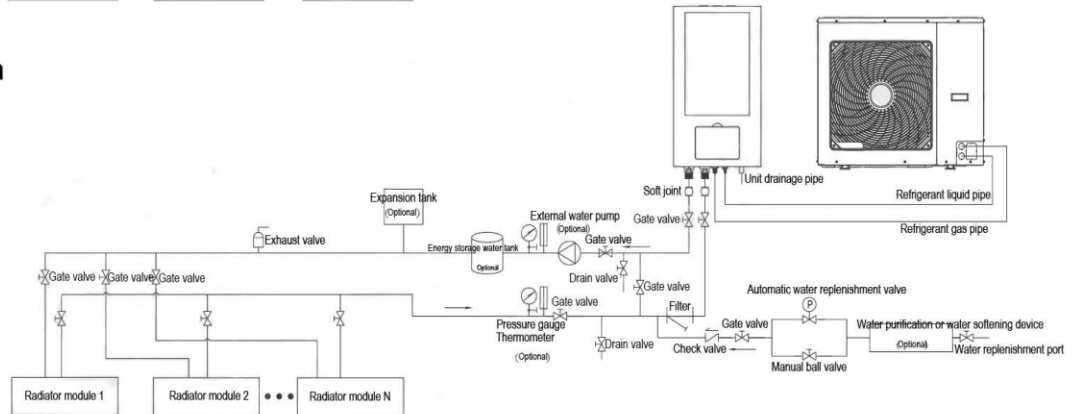 Unit drainage pipe
Soft joint
Refrigerant liquid pipe
Expansion tank
(Optional)
External water pump
(Optional)
Gate valve
Refrigerant gas pipe
Exhaust valve
Energy storage water tank
Optional
Gate valve
Gate valve
Gate valve
Gate valve
Drain valve
Gate valve
Automatic water replenishment valve
P
Gate valve
Filter
Pressure gauge
Thermometer
(Optional)
Drain valve
Check valve
Gate valve
Water purification or water softening device
(Optional)
Water replenishment port
Manual ball valve
Radiator module 1
Radiator module 2
Radiator module N